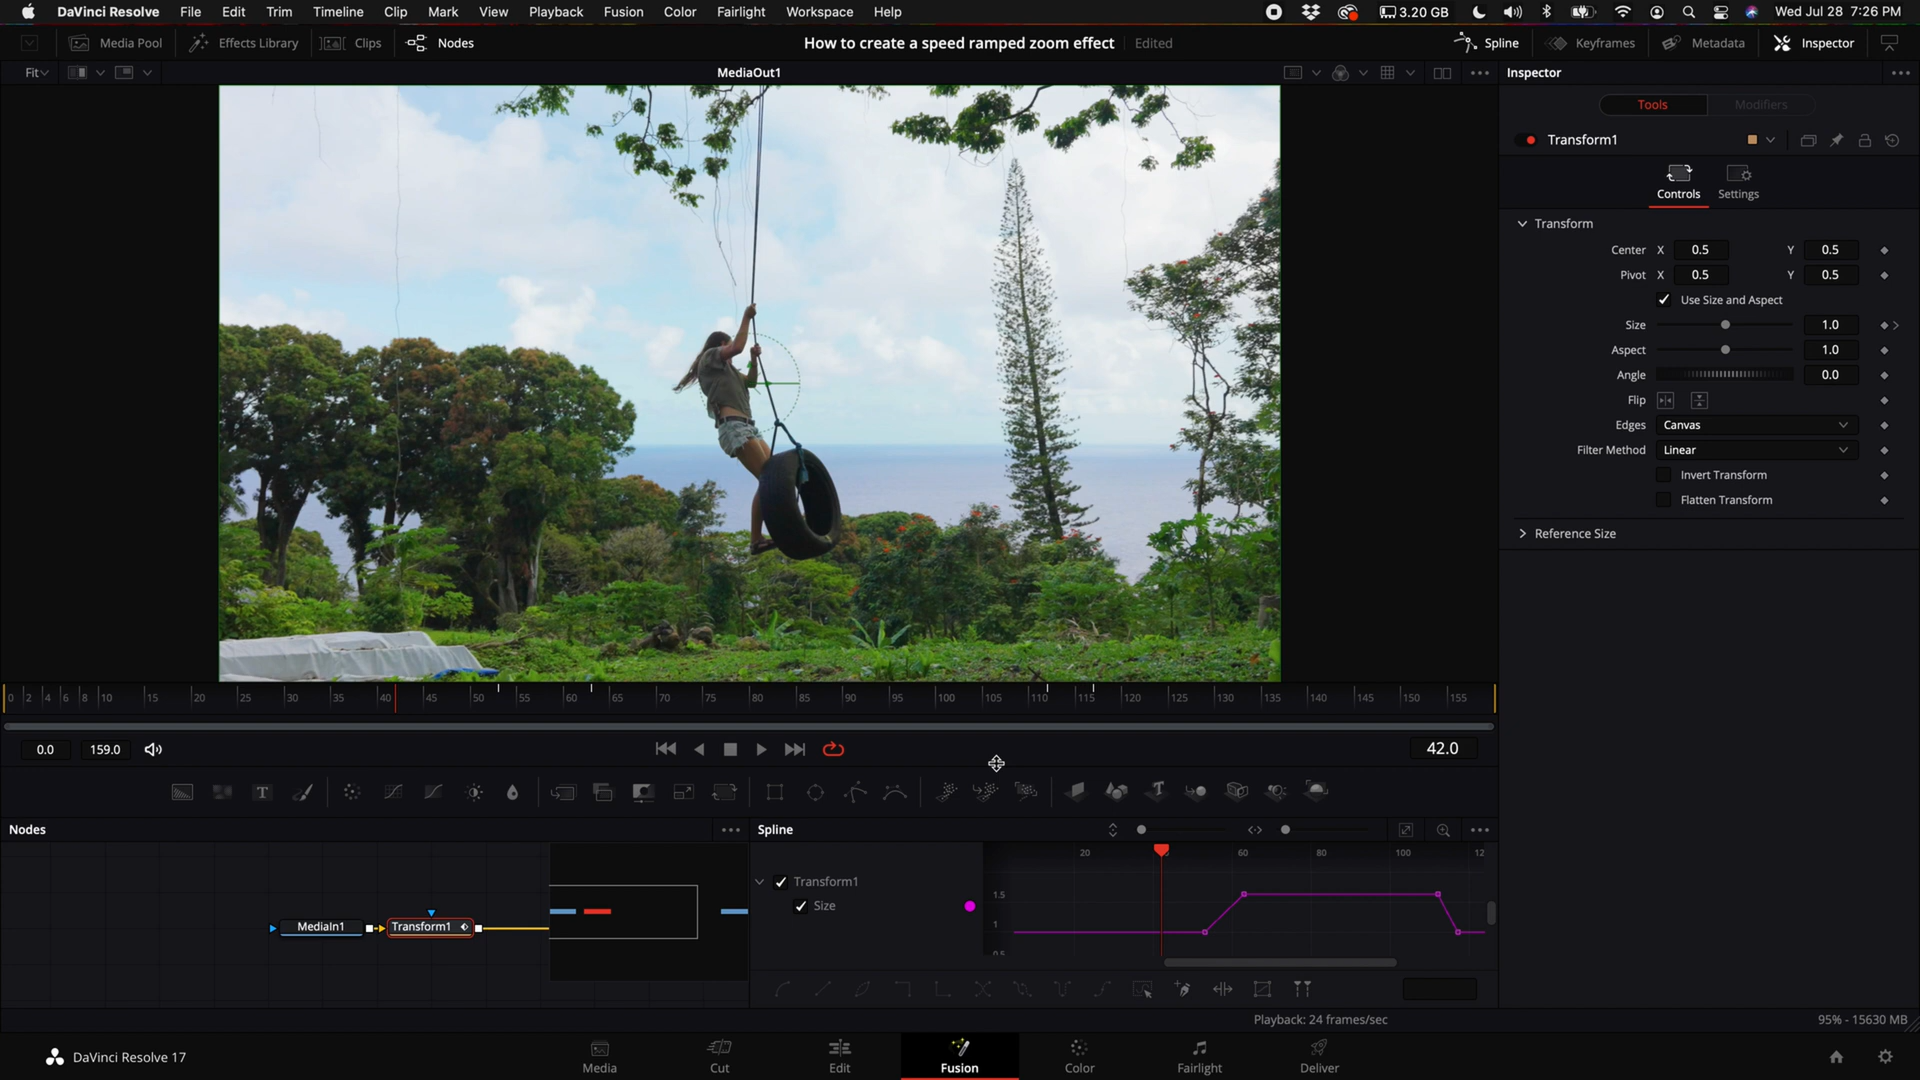 DaVinci Resolve File Edit Trim Timeline Clip Mark View Playback Fusion Color Fairlight Workspace Help 3.20 GB Wed Jul 28 7:26 PM
Media Pool Effects Library Clips Nodes How to create a speed ramped zoom effect Edited Spline Keyframes Metadata Inspector
Fit MediaOut1 Inspector
Tools Modifiers
Transform1
Controls Settings
Transform
Center X 0.5 Y 0.5
Pivot X 0.5 Y 0.5
Use Size and Aspect
Size 1.0
Aspect 1.0
Angle 0.0
Flip
Edges Canvas
Filter Method Linear
Invert Transform
Flatten Transform
Reference Size
0 2 4 6 8 10 15 20 25 30 35 40 45 50 55 60 65 70 75 80 85 90 95 100 105 110 115 120 125 130 135 140 145 150 155
0.0 159.0 42.0
T T
Nodes Spline
20 60 80 100 12
Transform1
Size
1.5
1
0.5
MediaIn1 Transform1
Playback: 24 frames/sec 95% - 15630 MB
DaVinci Resolve 17 Media Cut Edit Fusion Color Fairlight Deliver